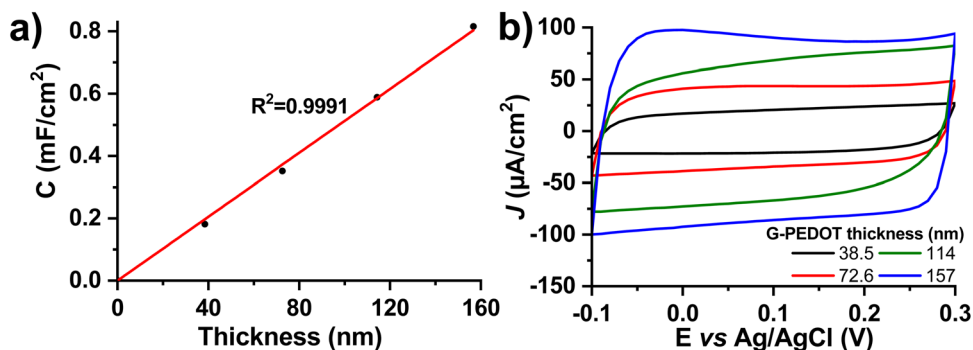 a)
C (mF/cm²)
0.8
0.6
0.4
0.2
0.0
R²=0.9991
0 40 80 120 160
Thickness (nm)
b)
J (µA/cm²)
100
50
0
-50
-100
-150
G-PEDOT thickness (nm)
38.5 114
72.6 157
-0.1 0.0 0.1 0.2 0.3
E vs Ag/AgCl (V)